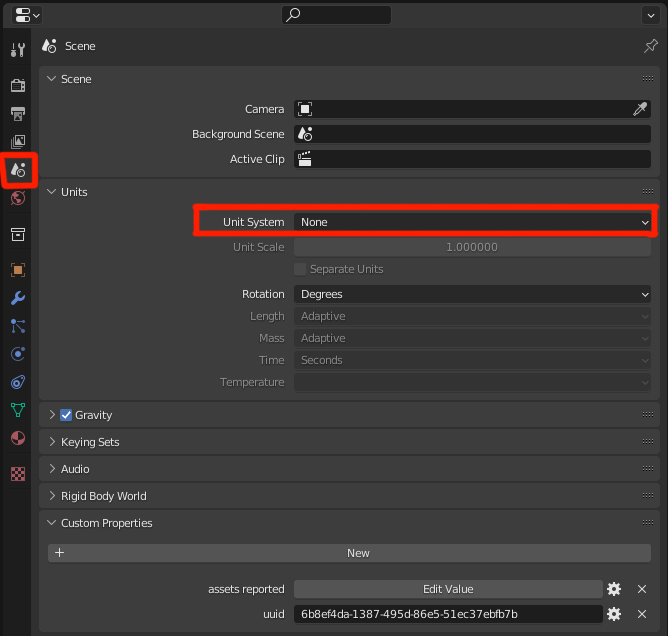 Scene
Scene
Camera
Background Scene
Active Clip
Units
Unit System None
Unit Scale 1.000000
Separate Units
Rotation Degrees
Length Adaptive
Mass Adaptive
Time Seconds
Temperature
Gravity
Keying Sets
Audio
Rigid Body World
Custom Properties
New
assets reported Edit Value
uuid 6b8ef4da-1387-495d-86e5-51ec37ebfb7b